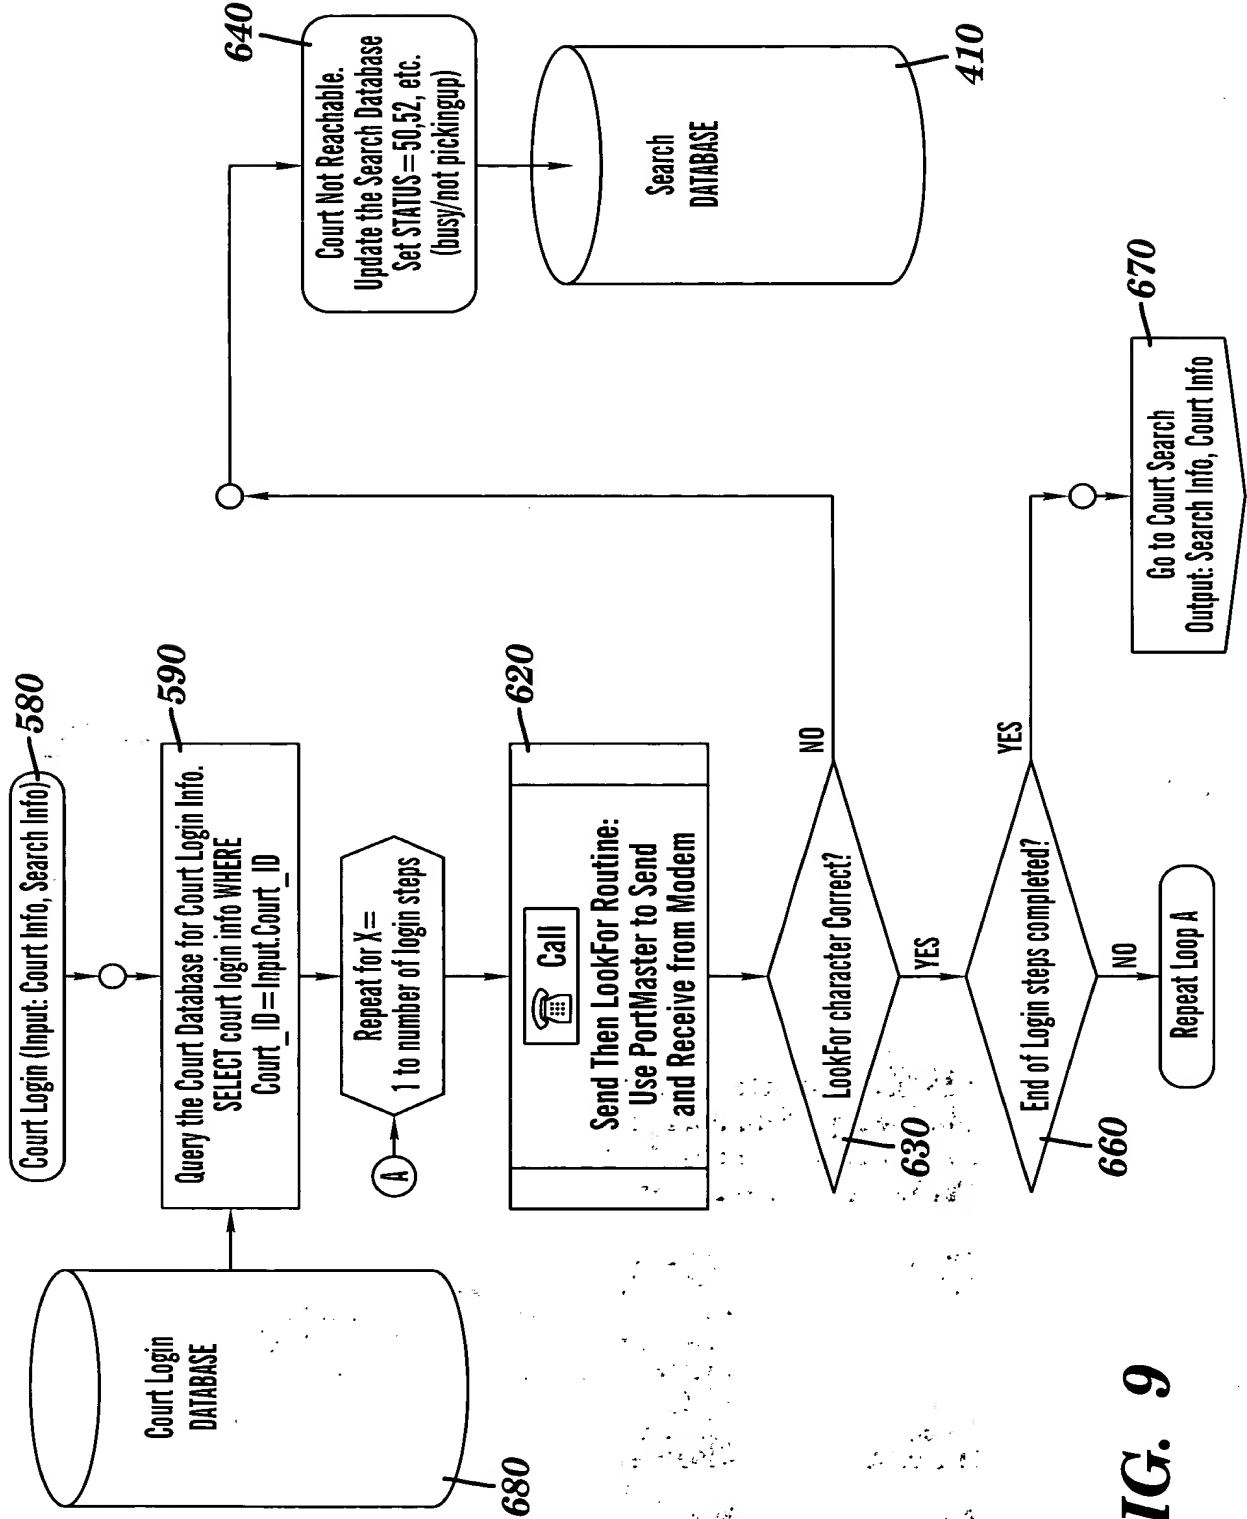 580
Court Login (Input: Court Info, Search Info)
590
Query the Court Database for Court Login Info.
SELECT court login info WHERE
Court_ID=Input.Court_ID
Court Login
DATABASE
680
A
Repeat for X=
1 to number of login steps
620
Call
Send Then LookFor Routine:
Use PortMaster to Send
and Receive from Modem
LookFor character Correct?
630
NO
YES
640
Court Not Reachable.
Update the Search Database
Set STATUS=50,52, etc.
(busy/not pickingup)
Search
DATABASE
410
End of Login steps completed?
660
YES
NO
Repeat Loop A
670
Go to Court Search
Output: Search Info, Court Info
IG. 9